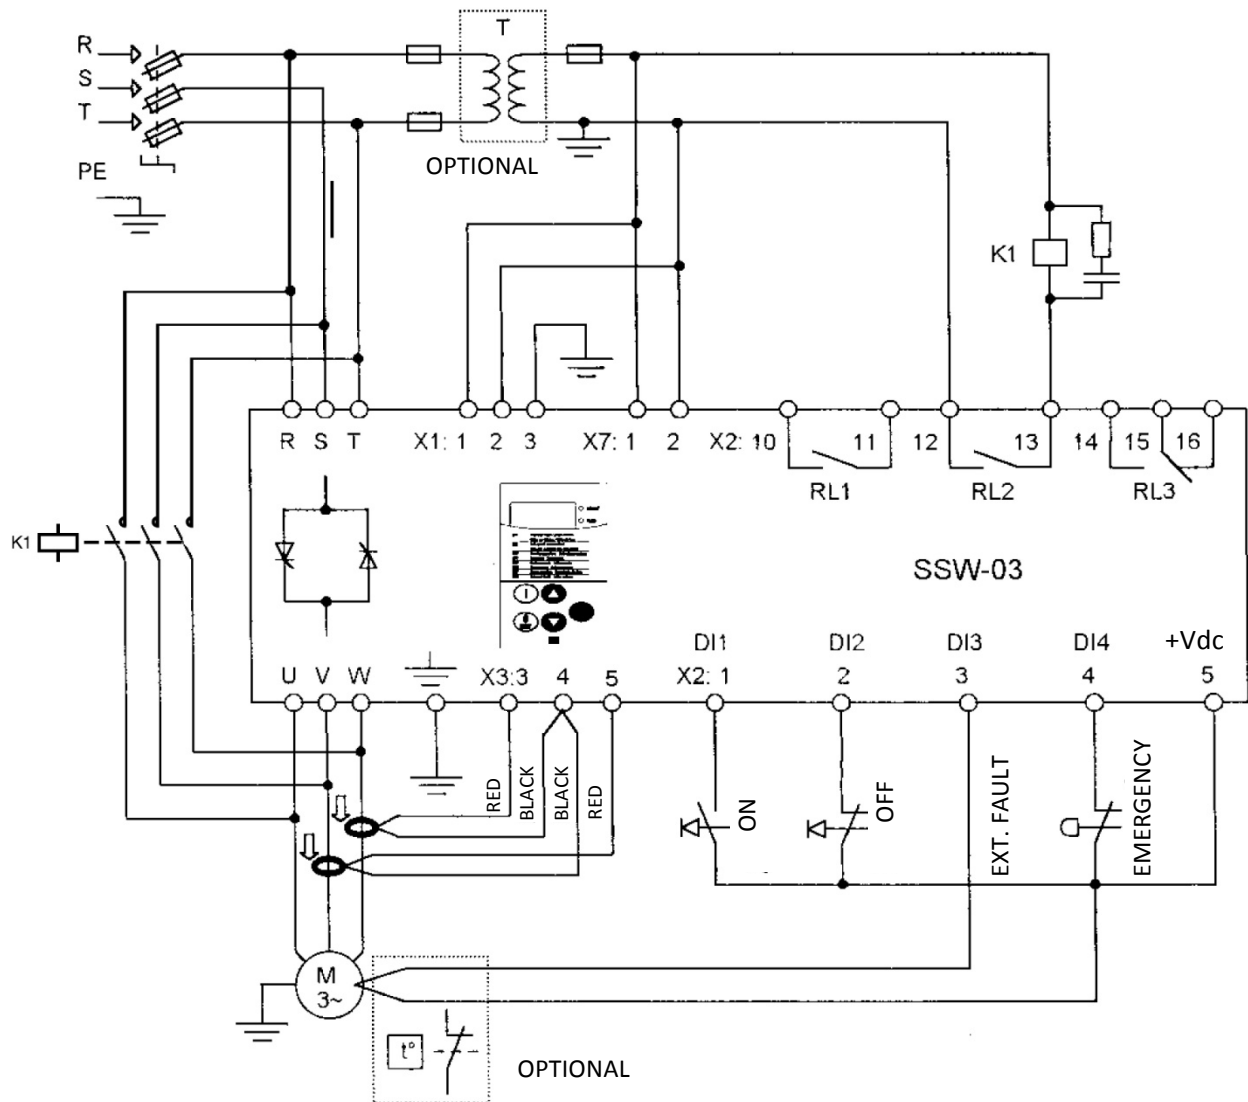 T
R
S
T
PE
OPTIONAL
K1
R S T X1: 1 2 3 X7: 1 2 X2: 10 11 12 13 14 15 16
RL1 RL2 RL3
K1
SSW-03
DI1 DI2 DI3 DI4 +Vdc
U V W X3:3 4 5 X2: 1 2 3 4 5
RED
BLACK
BLACK
RED
ON
OFF
EXT. FAULT
EMERGENCY
M
3~
t°
OPTIONAL